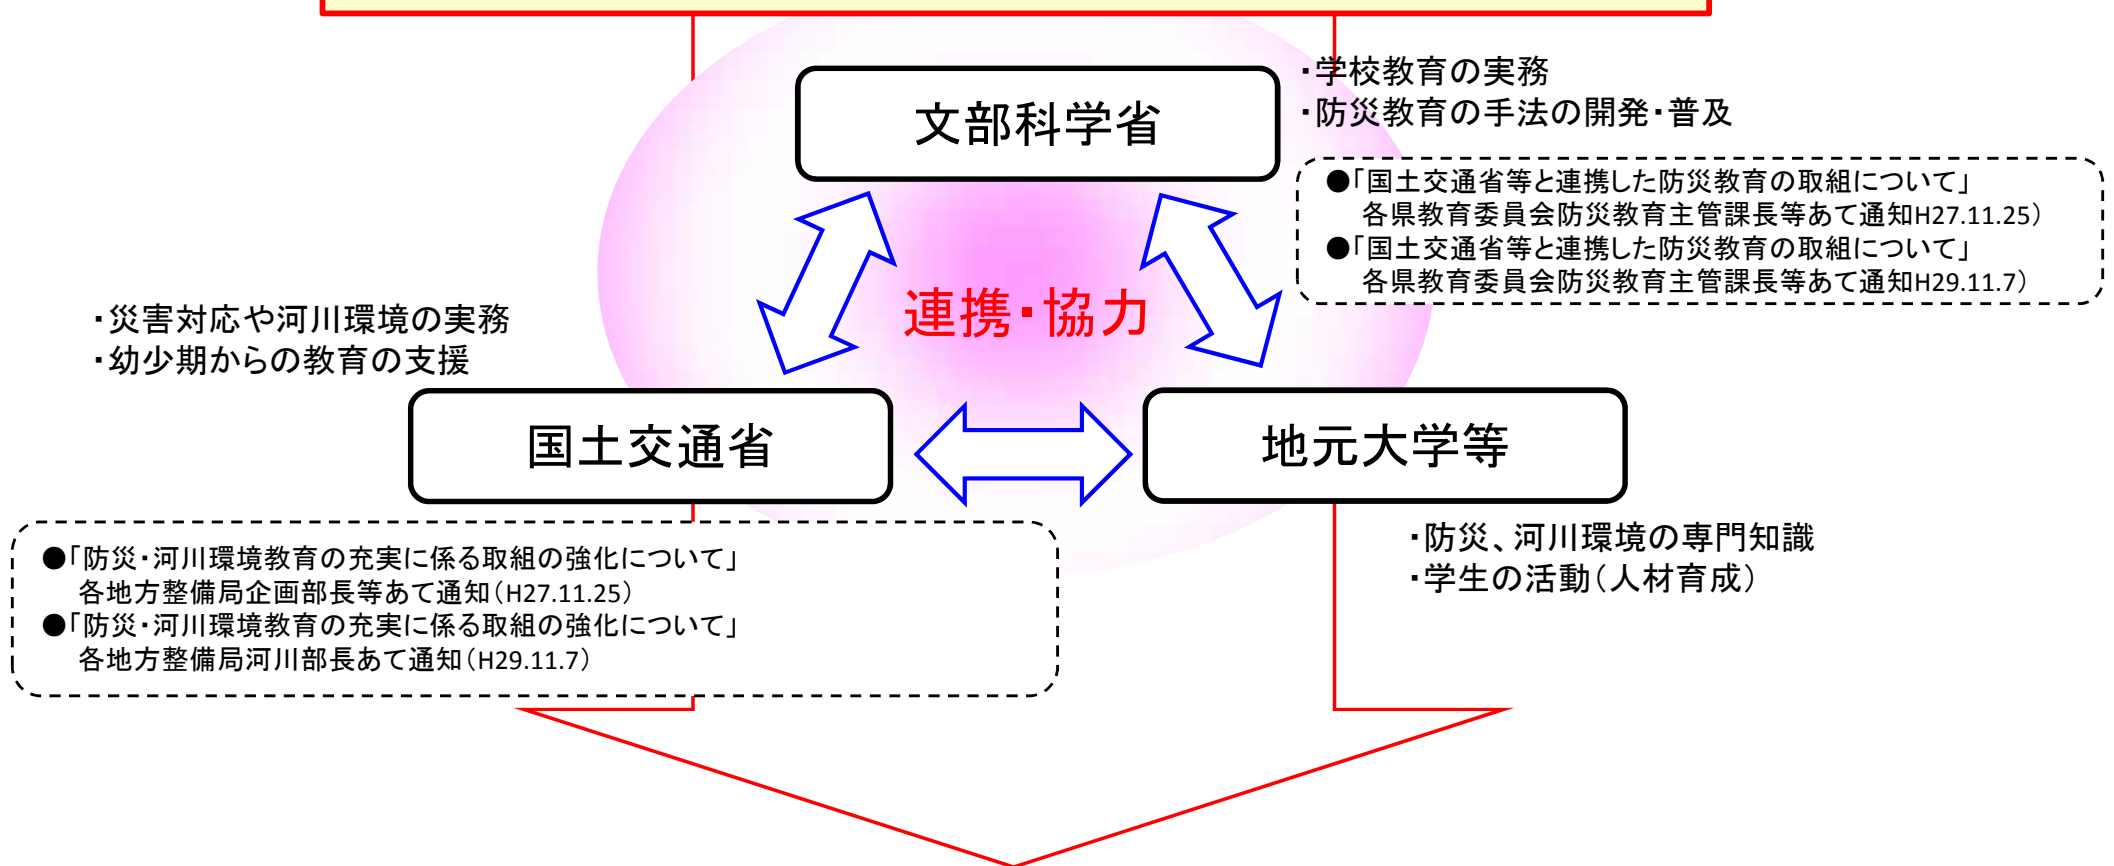 文部科学省
・学校教育の実務
・防災教育の手法の開発・普及
●「国土交通省等と連携した防災教育の取組について」
各県教育委員会防災教育主管課長等あて通知H27.11.25）
●「国土交通省等と連携した防災教育の取組について」
各県教育委員会防災教育主管課長等あて通知H29.11.7）
連携・協力
・災害対応や河川環境の実務
・幼少期からの教育の支援
国土交通省
地元大学等
●「防災・河川環境教育の充実に係る取組の強化について」
各地方整備局企画部長等あて通知（H27.11.25）
●「防災・河川環境教育の充実に係る取組の強化について」
各地方整備局河川部長あて通知（H29.11.7）
・防災、河川環境の専門知識
・学生の活動（人材育成）